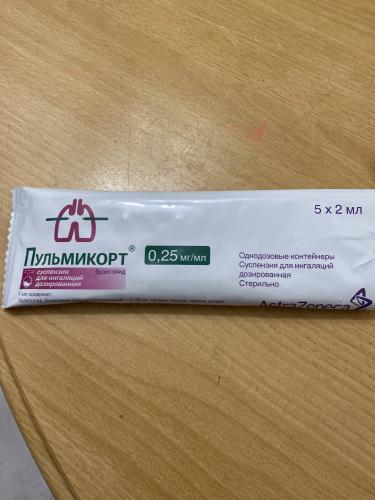 5 x 2 мл
Пульмикорт®
будесонид
0,25 мг/мл
суспензия
для ингаляций
дозированная
Однодозовые контейнеры
Суспензия для ингаляций
дозированная
Стерильно
AstraZeneca
1 мл содержит: